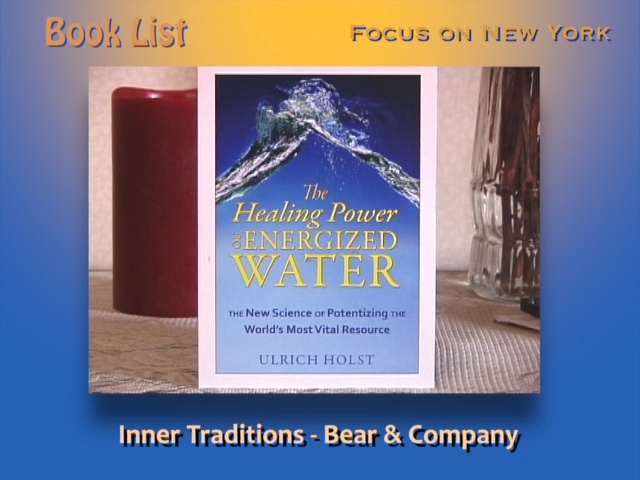 Book List
Focus on New York
The
Healing Power
OF ENERGIZED
WATER
THE New Science OF Potentizing THE
World's Most Vital Resource
ULRICH HOLST
Inner Traditions - Bear & Company